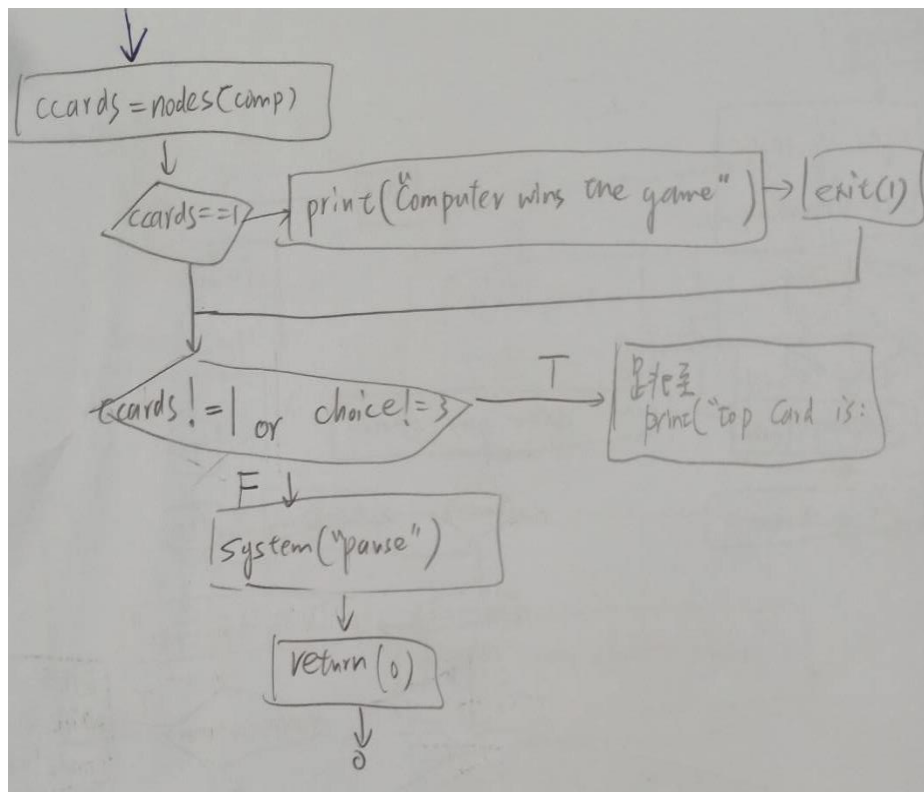 ccards=nodes(comp)
ccards==1
print("Computer wins the game")
exit(1)
ccards!=1 or choice!=3
T
print("top Card is:
F
system("pause")
return(0)